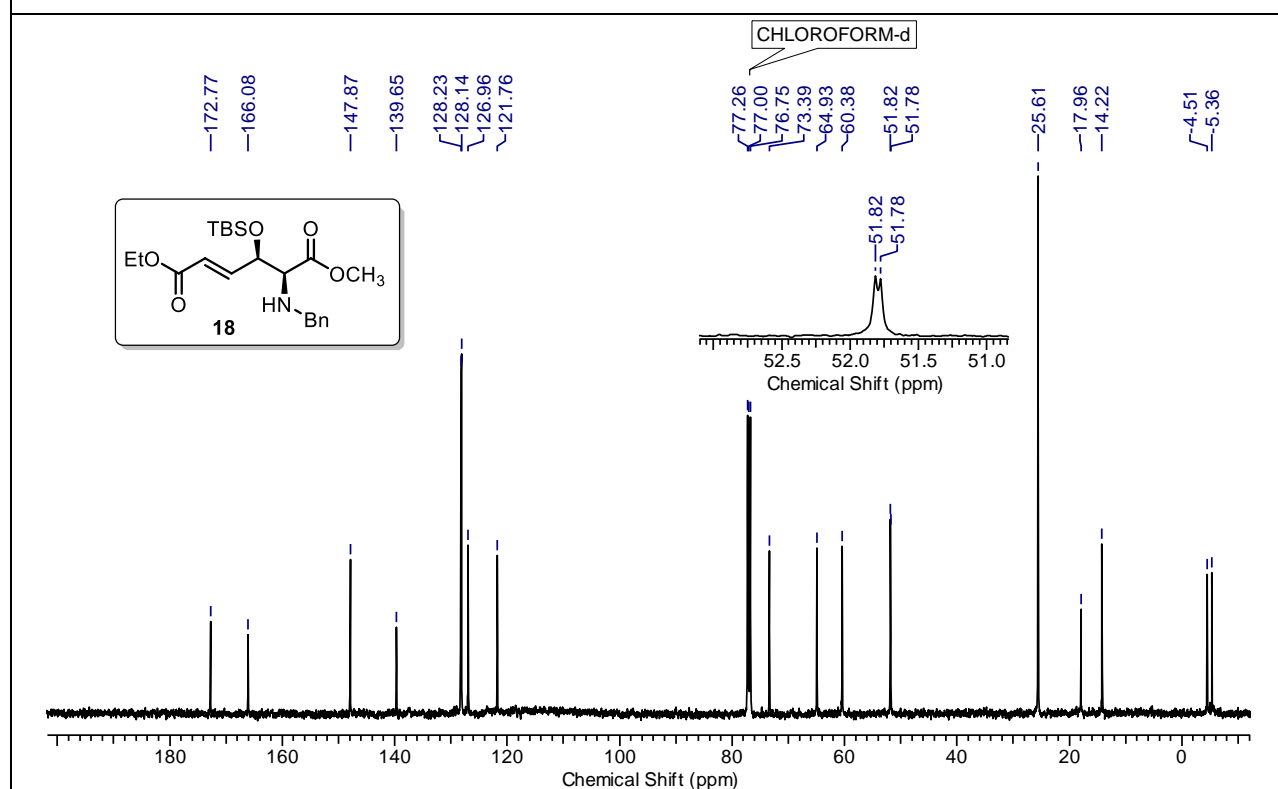 CHLOROFORM-d
172.77
166.08
147.87
139.65
128.23
128.14
126.96
121.76
77.26
77.00
76.75
73.39
64.93
60.38
51.82
51.78
25.61
17.96
14.22
-4.51
-5.36
TBSO O
EtO
OCH3
O HN Bn
18
51.82
51.78
52.5 52.0 51.5 51.0
Chemical Shift (ppm)
180 160 140 120 100 80 60 40 20 0
Chemical Shift (ppm)